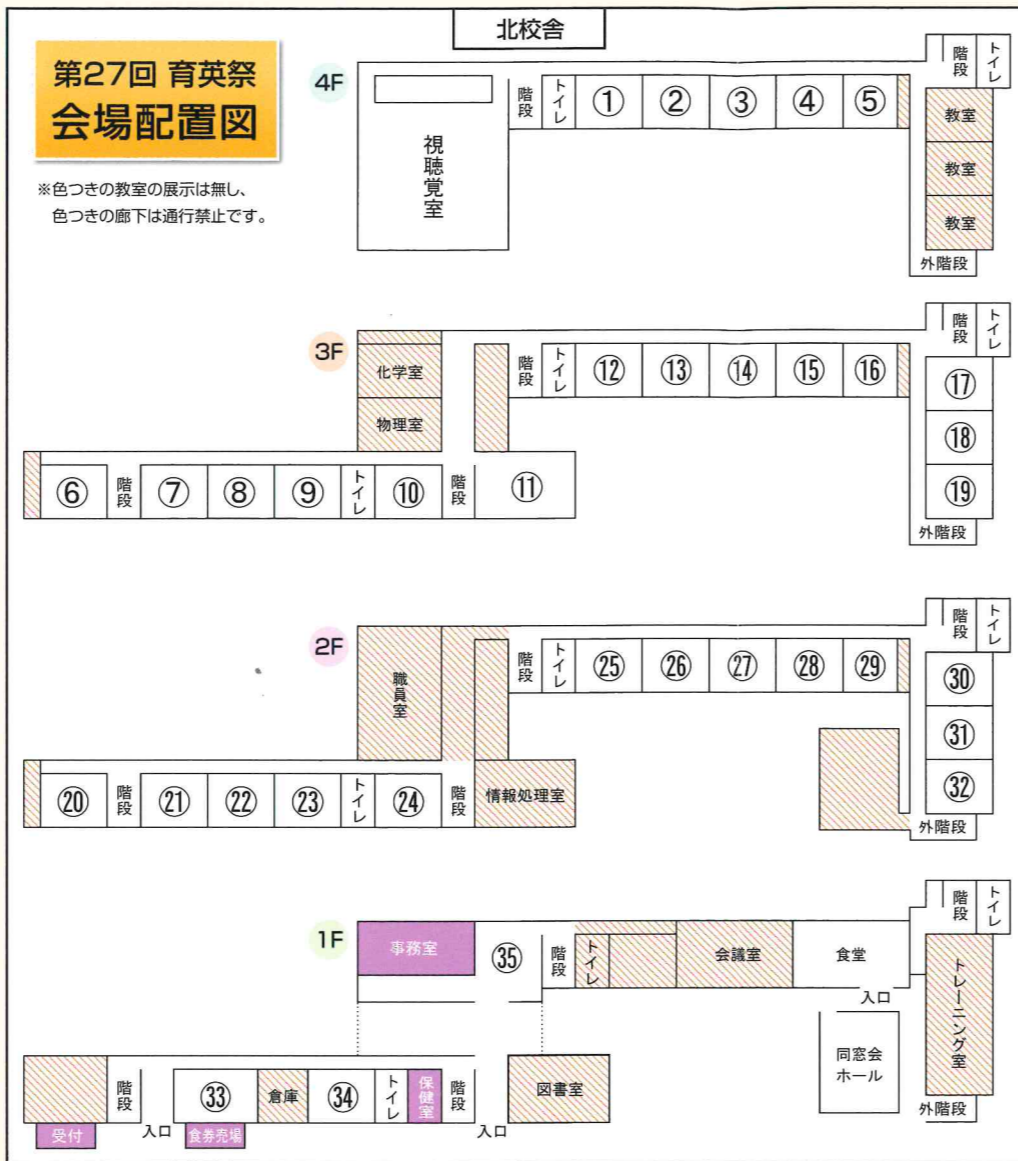 北校舎
第27回 育英祭
会場配置図
※色つきの教室の展示は無し、
色つきの廊下は通行禁止です。
4F
視聴覚室
階段
トイレ
①
②
③
④
⑤
階段
トイレ
教室
教室
教室
外階段
3F
化学室
物理室
階段
トイレ
⑫
⑬
⑭
⑮
⑯
階段
トイレ
⑰
⑱
⑲
外階段
⑥
階段
⑦
⑧
⑨
トイレ
⑩
階段
⑪
2F
職員室
階段
トイレ
㉕
㉖
㉗
㉘
㉙
階段
トイレ
㉚
㉛
㉜
外階段
⑳
階段
㉑
㉒
㉓
トイレ
㉔
階段
情報処理室
1F
事務室
㉟
階段
トイレ
会議室
食堂
入口
階段
トイレ
トレーニング室
外階段
同窓会
ホール
階段
㉝
倉庫
㉞
トイレ
保健室
階段
図書室
受付
入口
食券売場
入口